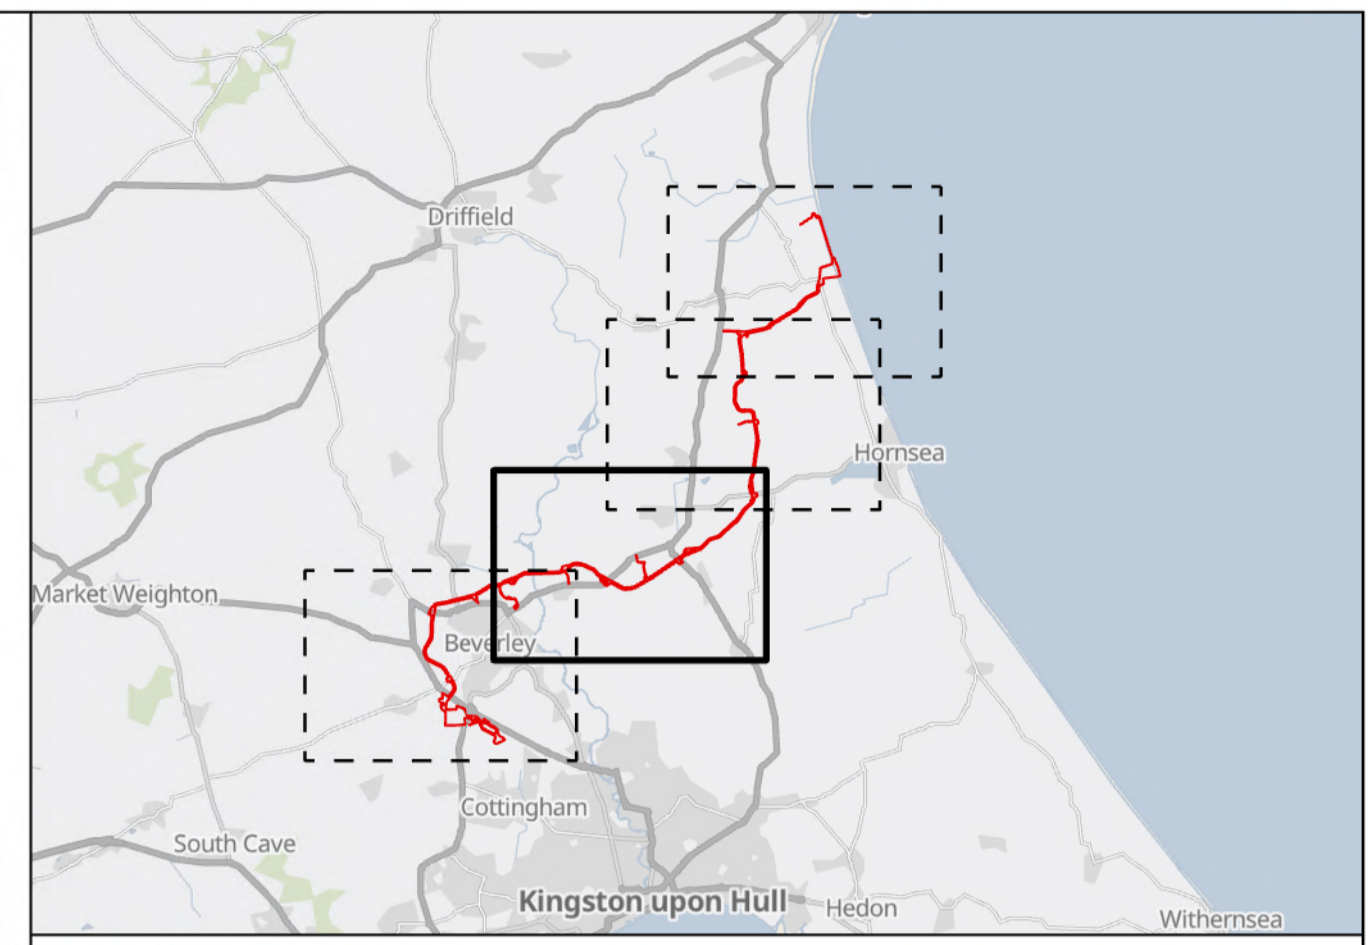 Driffield
Hornsea
Market Weighton
Beverley
Cottingham
South Cave
Kingston upon Hull
Hedon
Withernsea